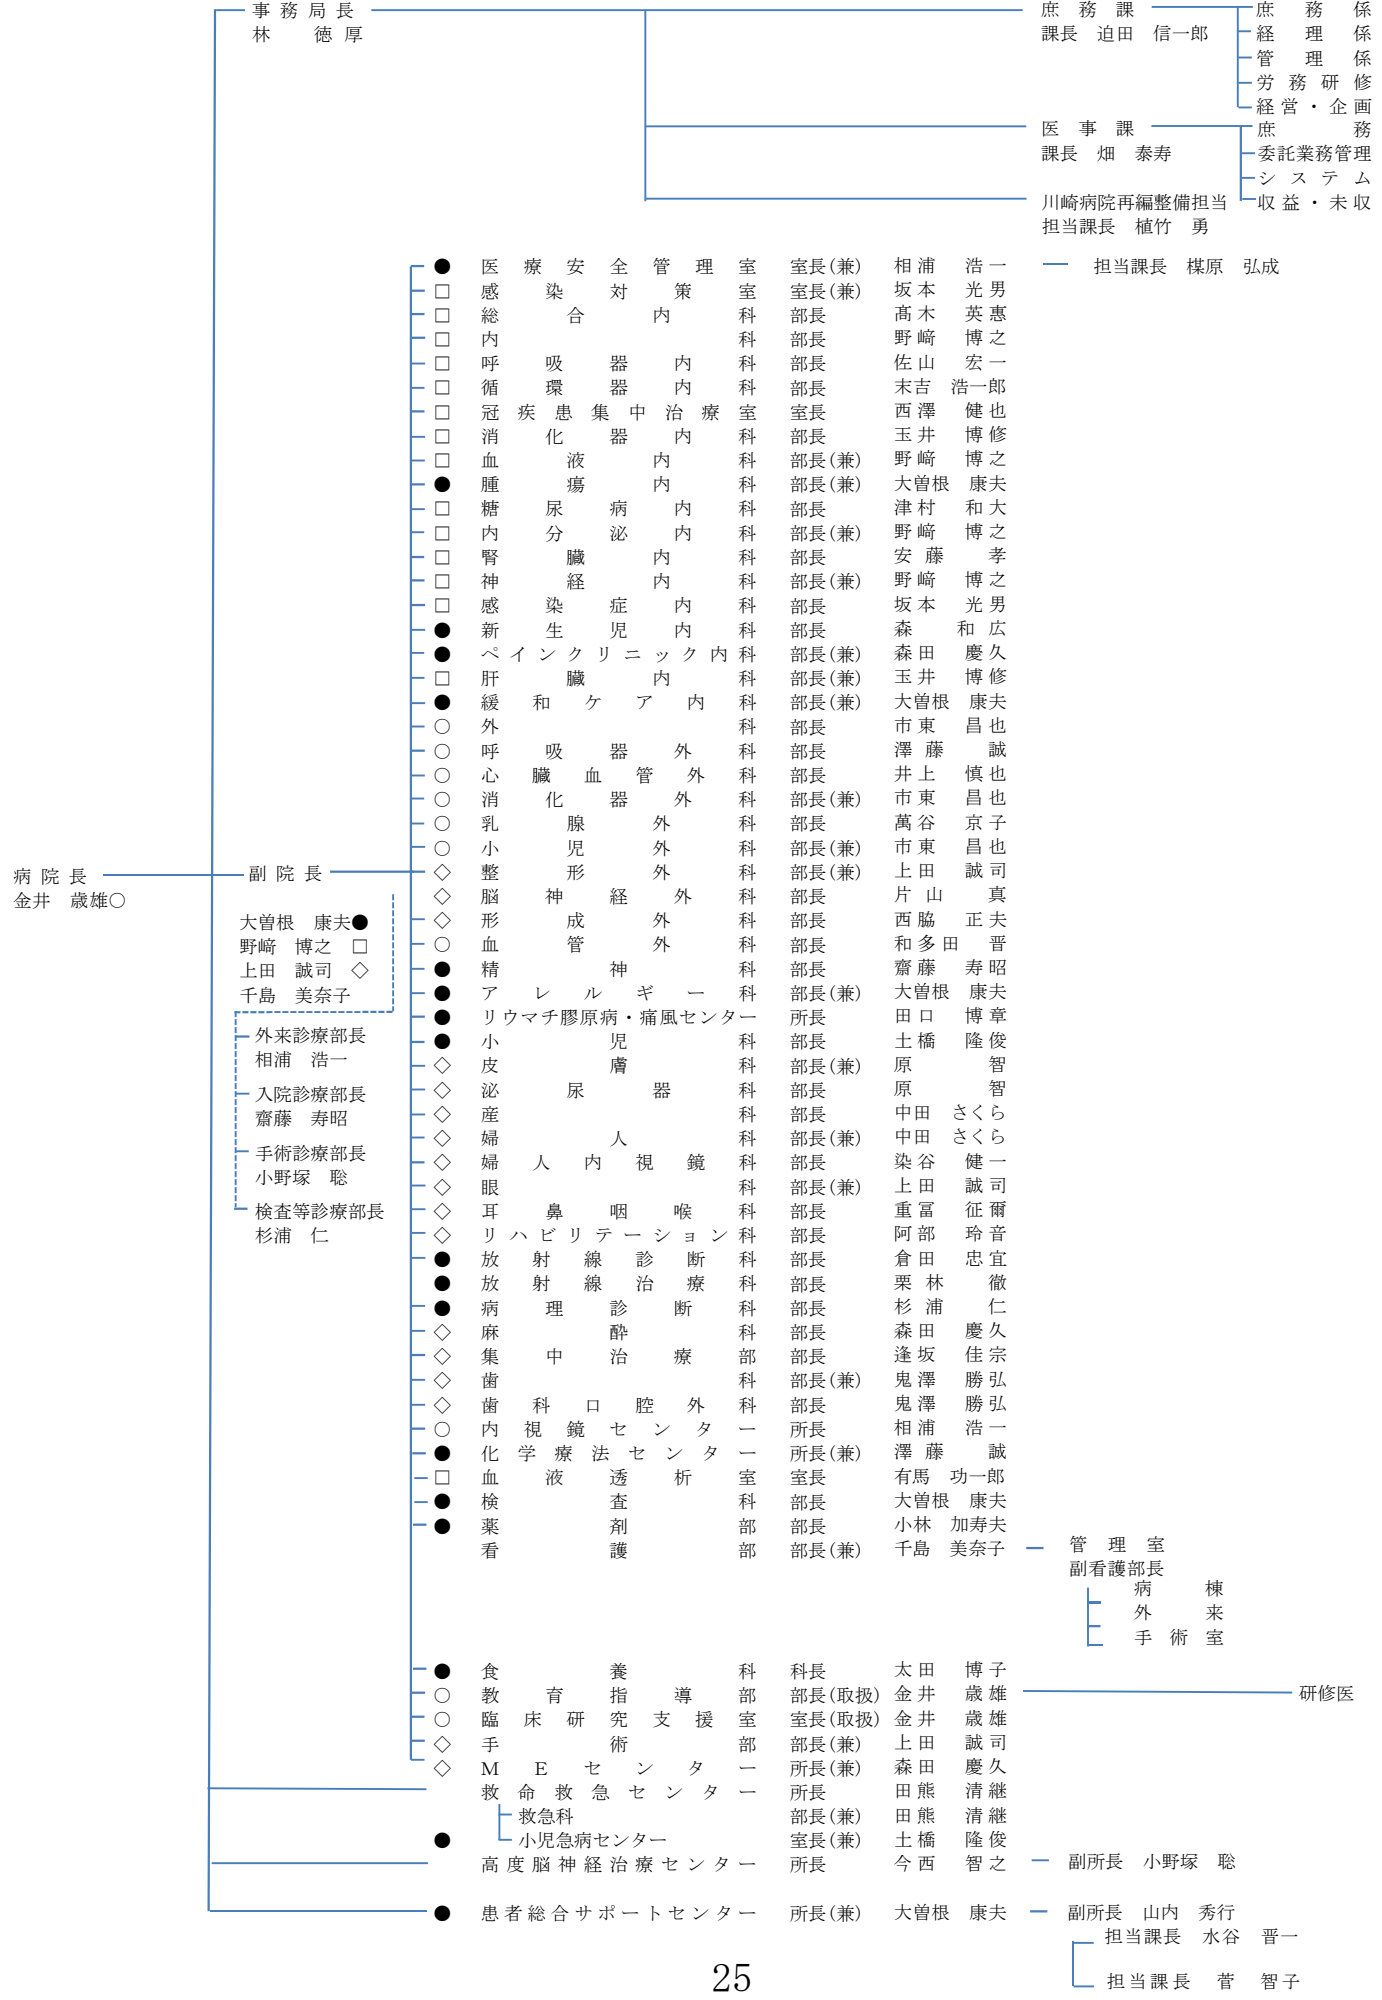 事務局長 庶務課 庶務係
林 徳厚 課長 迫田 信一郎 経理係
管理係
労務研修
経営・企画
医事課 庶務
課長 畑 泰寿 委託業務管理
システム
川崎病院再編整備担当 収益・未収
担当課長 植竹 勇
● 医療安全管理室 室長(兼) 相浦 浩一 担当課長 楳原 弘成
□ 感染対策室 室長(兼) 坂本 光男
□ 総合内科 部長 髙木 英惠
□ 内科 部長 野﨑 博之
□ 呼吸器内科 部長 佐山 宏一
□ 循環器内科 部長 末吉 浩一郎
□ 冠疾患集中治療室 室長 西澤 健也
□ 消化器内科 部長 玉井 博修
□ 血液内科 部長(兼) 野﨑 博之
● 腫瘍内科 部長(兼) 大曽根 康夫
□ 糖尿病内科 部長 津村 和大
□ 内分泌内科 部長(兼) 野﨑 博之
□ 腎臓内科 部長 安藤 孝
□ 神経内科 部長(兼) 野﨑 博之
□ 感染症内科 部長 坂本 光男
● 新生児内科 部長 森 和広
● ペインクリニック内科 部長(兼) 森田 慶久
□ 肝臓内科 部長(兼) 玉井 博修
● 緩和ケア内科 部長(兼) 大曽根 康夫
○ 外科 部長 市東 昌也
○ 呼吸器外科 部長 澤藤 誠
○ 心臓血管外科 部長 井上 慎也
○ 消化器外科 部長(兼) 市東 昌也
○ 乳腺外科 部長 萬谷 京子
○ 小児外科 部長(兼) 市東 昌也
病院長 副院長 ◇ 整形外科 部長(兼) 上田 誠司
金井 歳雄○ ◇ 脳神経外科 部長 片山 真
大曽根 康夫● ◇ 形成外科 部長 西脇 正夫
野﨑 博之 □ ○ 血管外科 部長 和多田 晋
上田 誠司 ◇ ● 精神科 部長 齋藤 寿昭
千島 美奈子 ● アレルギー科 部長(兼) 大曽根 康夫
● リウマチ膠原病・痛風センター 所長 田口 博章
外来診療部長 ● 小児科 部長 土橋 隆俊
相浦 浩一 ◇ 皮膚科 部長(兼) 原 智
入院診療部長 ◇ 泌尿器科 部長 原 智
齋藤 寿昭 ◇ 産科 部長 中田 さくら
◇ 婦人科 部長(兼) 中田 さくら
手術診療部長 ◇ 婦人内視鏡科 部長 染谷 健一
小野塚 聡 ◇ 眼科 部長(兼) 上田 誠司
検査等診療部長 ◇ 耳鼻咽喉科 部長 重冨 征爾
杉浦 仁 ◇ リハビリテーション科 部長 阿部 玲音
● 放射線診断科 部長 倉田 忠宜
● 放射線治療科 部長 栗林 徹
● 病理診断科 部長 杉浦 仁
◇ 麻酔科 部長 森田 慶久
◇ 集中治療部 部長 逢坂 佳宗
◇ 歯科 部長(兼) 鬼澤 勝弘
◇ 歯科口腔外科 部長 鬼澤 勝弘
○ 内視鏡センター 所長 相浦 浩一
● 化学療法センター 所長(兼) 澤藤 誠
□ 血液透析室 室長 有馬 功一郎
● 検査科 部長 大曽根 康夫
● 薬剤部 部長 小林 加寿夫
看護部 部長(兼) 千島 美奈子 管理室
副看護部長
病棟
外来
手術室
● 食養科 科長 太田 博子
○ 教育指導部 部長(取扱) 金井 歳雄 研修医
○ 臨床研究支援室 室長(取扱) 金井 歳雄
◇ 手術部 部長(兼) 上田 誠司
◇ MEセンター 所長(兼) 森田 慶久
救命救急センター 所長 田熊 清継
救急科 部長(兼) 田熊 清継
● 小児急病センター 室長(兼) 土橋 隆俊
高度脳神経治療センター 所長 今西 智之 副所長 小野塚 聡
● 患者総合サポートセンター 所長(兼) 大曽根 康夫 副所長 山内 秀行
担当課長 水谷 晋一
担当課長 菅 智子
25